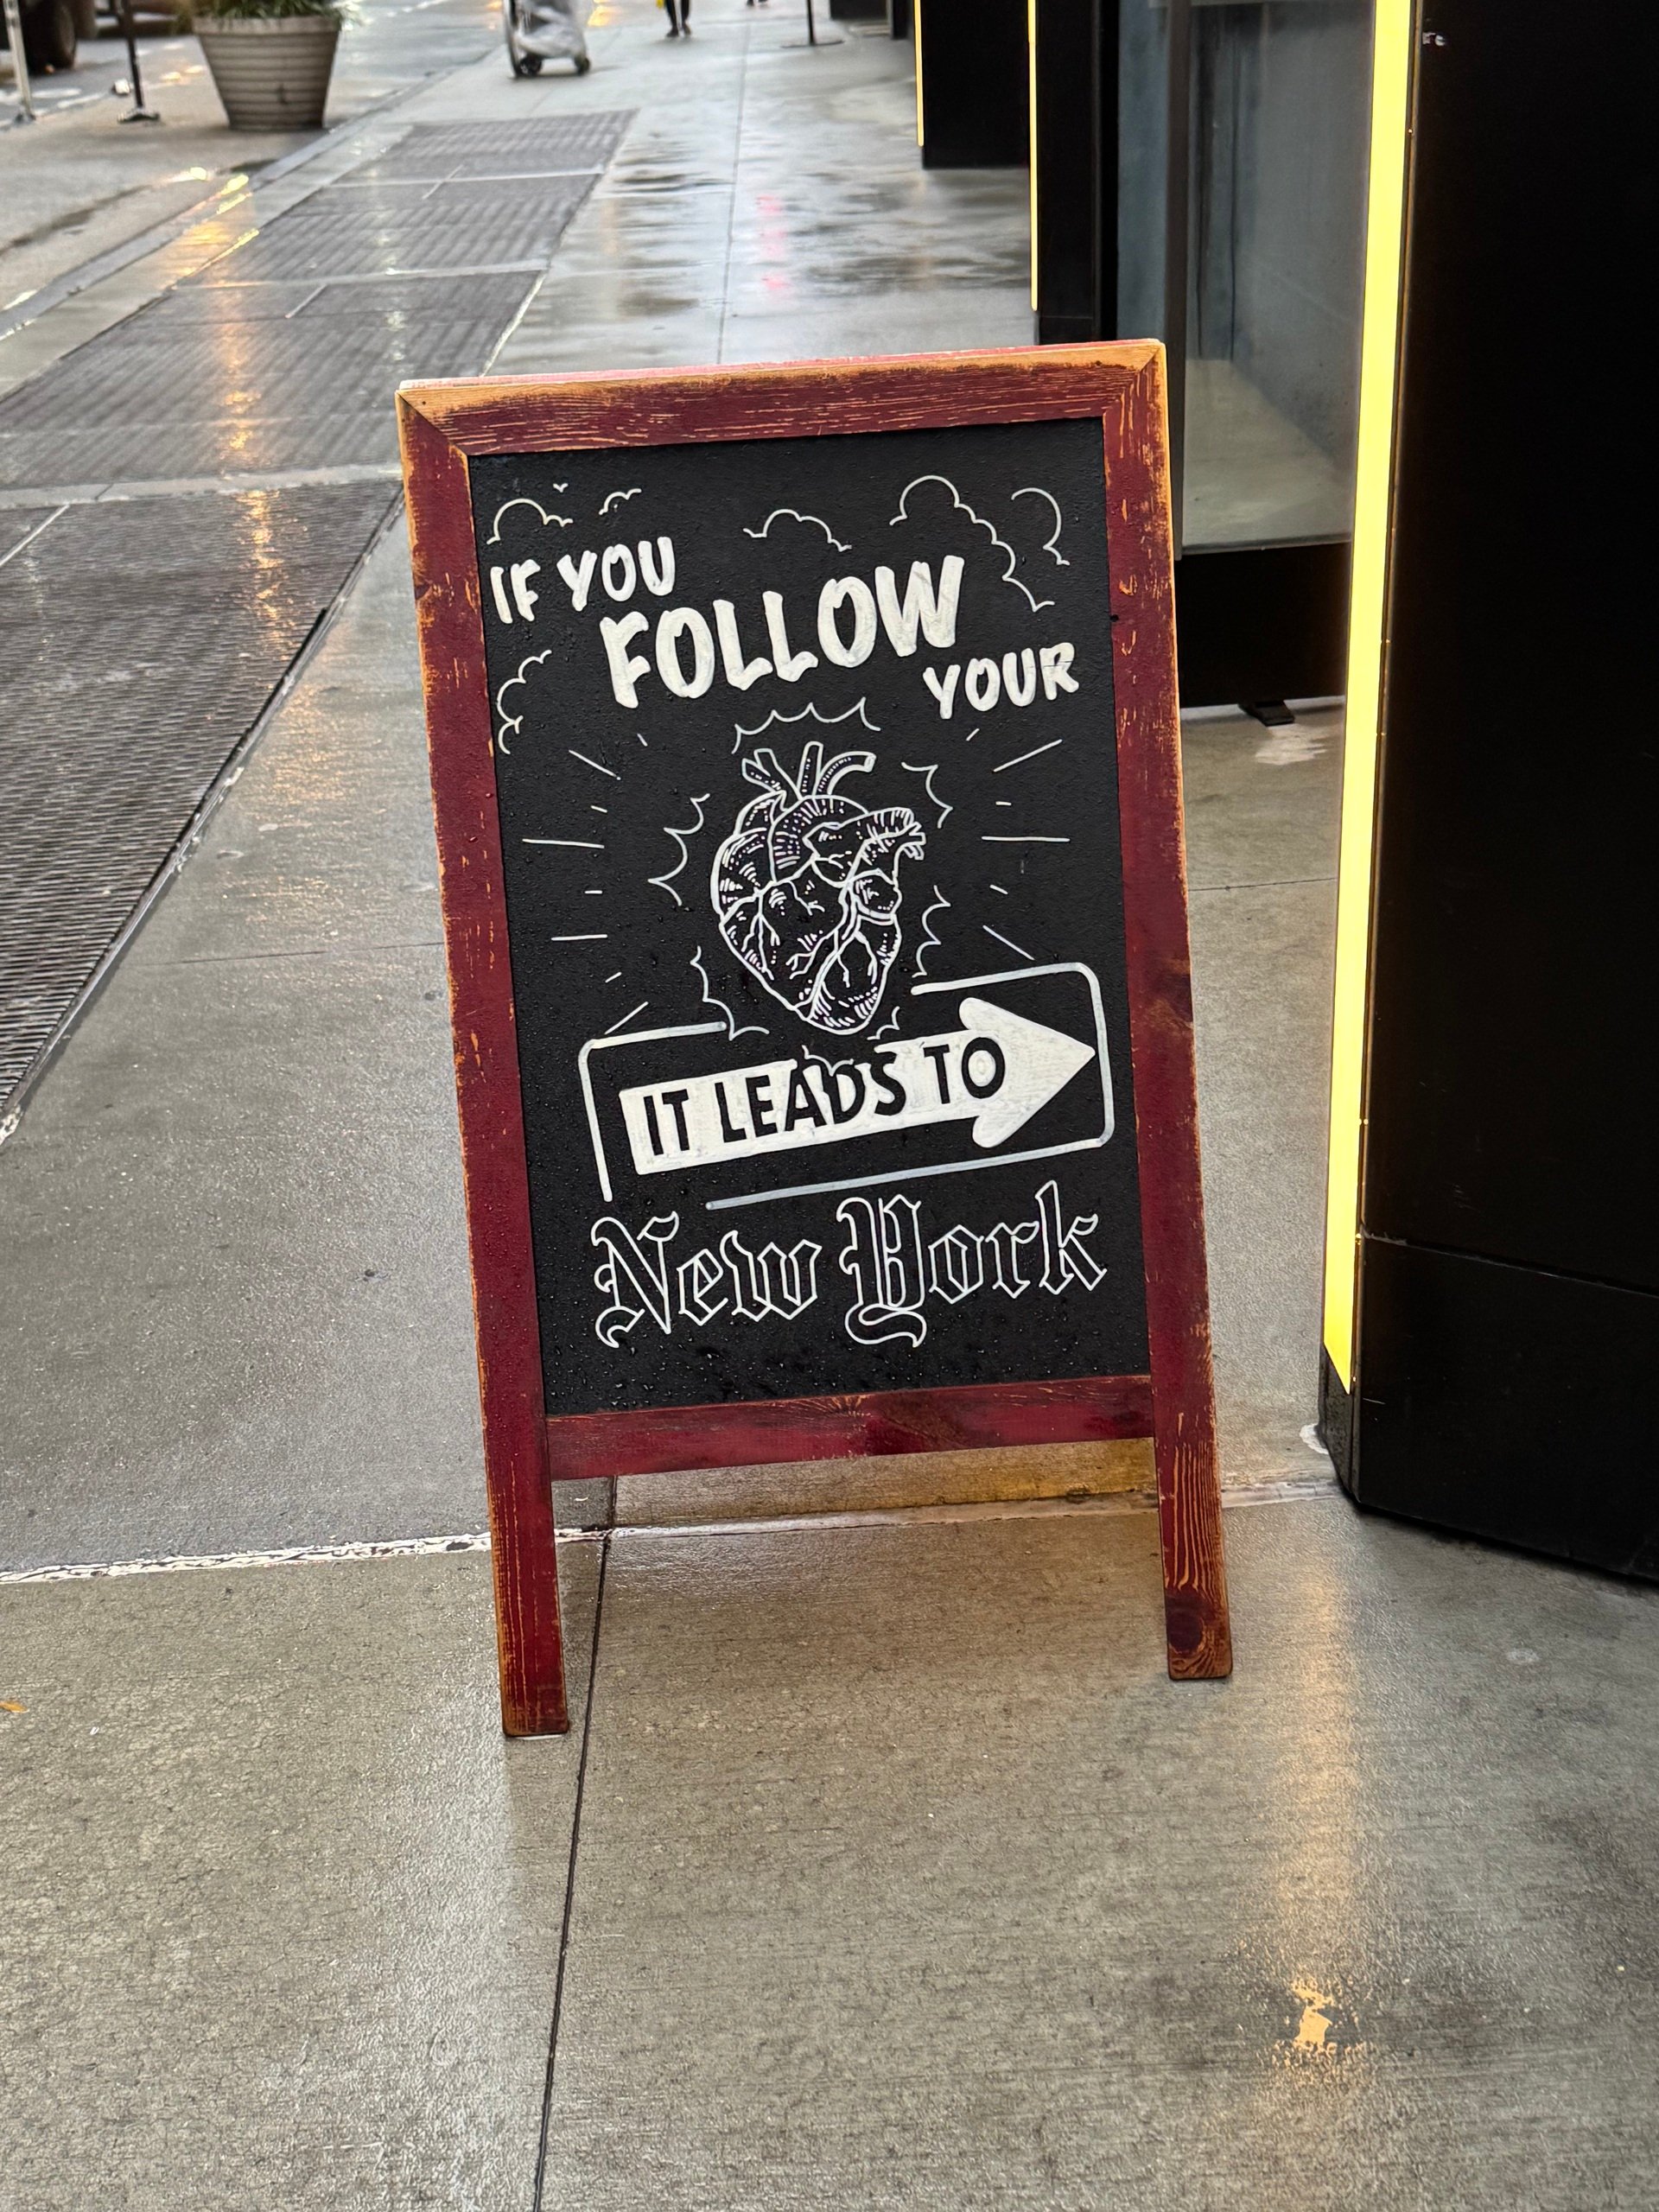 IF YOU
FOLLOW
YOUR
IT LEADS TO
New York